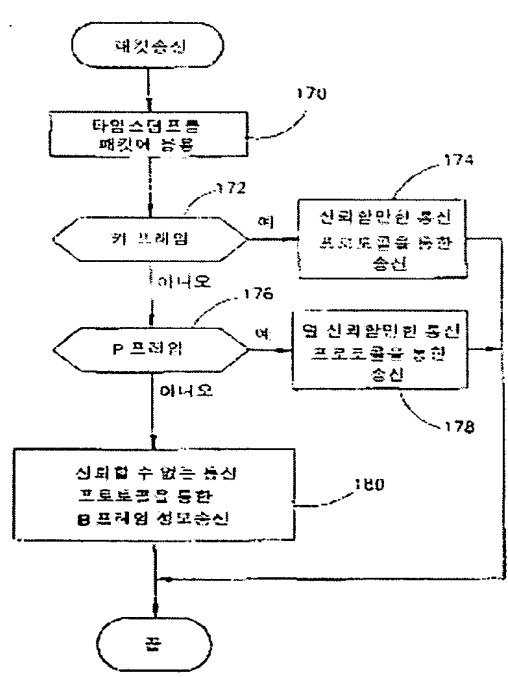 패킷송신
170
타임스탬프를
패킷에 응용
172
174
키 프레임
예
신뢰할만한 통신
프로토콜을 통한
송신
아니오
176
P 프레임
예
덜 신뢰할만한 통신
프로토콜을 통한
송신
아니오
178
신뢰할 수 없는 통신
프로토콜을 통한
B 프레임 정보송신
180
끝